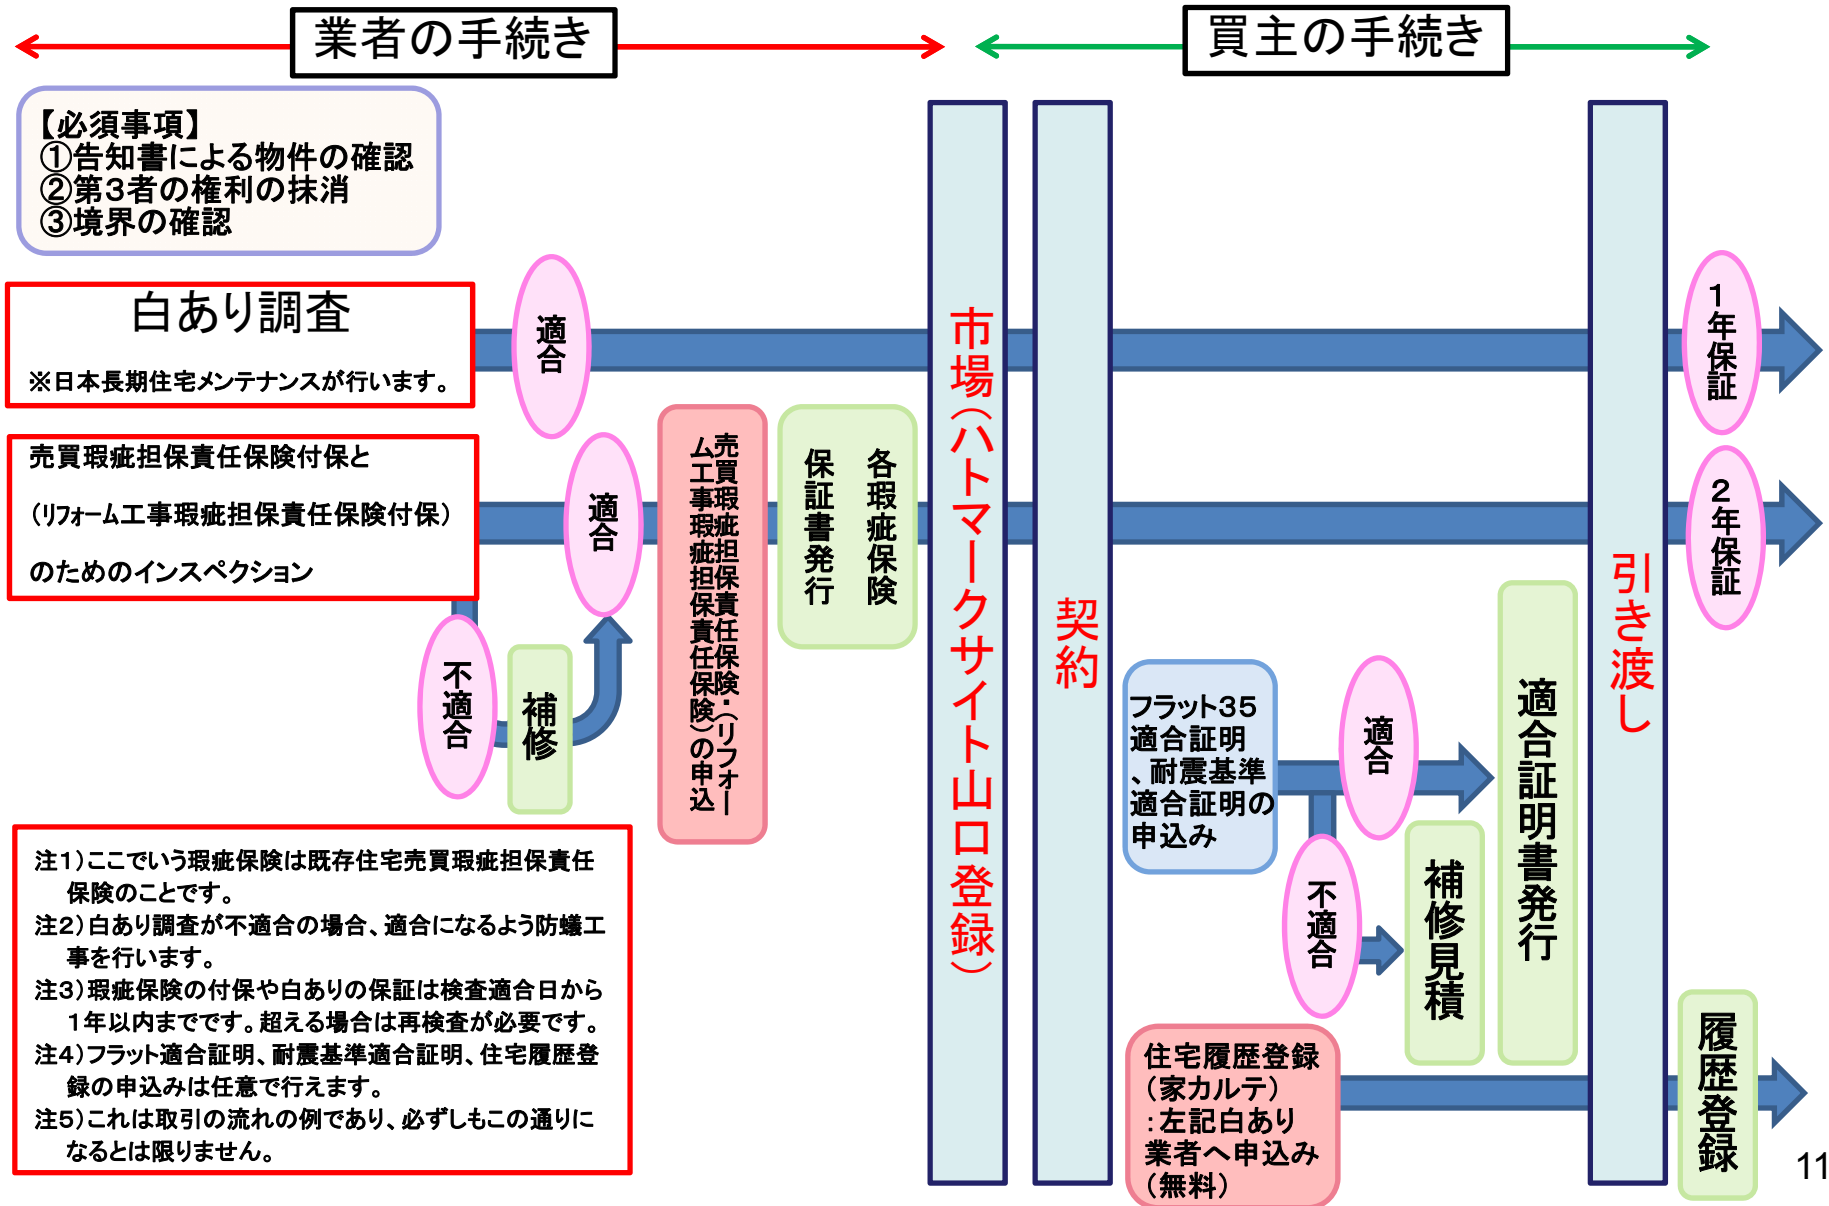 業者の手続き
買主の手続き
【必須事項】
①告知書による物件の確認
②第3者の権利の抹消
③境界の確認
白あり調査
※日本長期住宅メンテナンスが行います。
適合
売買瑕疵担保責任保険付保と
（リフォーム工事瑕疵担保責任保険付保）
のためのインスペクション
適合
不適合
補修
売買瑕疵担保責任保険・（リフォー
ム工事瑕疵担保責任保険）の申込
各瑕疵保険
保証書発行
市場（ハトマークサイト山口登録）
契約
フラット35
適合証明
、耐震基準
適合証明の
申込み
適合
不適合
補修見積
適合証明書発行
住宅履歴登録
（家カルテ）
：左記白あり
業者へ申込み
（無料）
引き渡し
1年保証
2年保証
履歴登録
注1）ここでいう瑕疵保険は既存住宅売買瑕疵担保責任
保険のことです。
注2）白あり調査が不適合の場合、適合になるよう防蟻工
事を行います。
注3）瑕疵保険の付保や白ありの保証は検査適合日から
1年以内までです。超える場合は再検査が必要です。
注4）フラット適合証明、耐震基準適合証明、住宅履歴登
録の申込みは任意で行えます。
注5）これは取引の流れの例であり、必ずしもこの通りに
なるとは限りません。
11